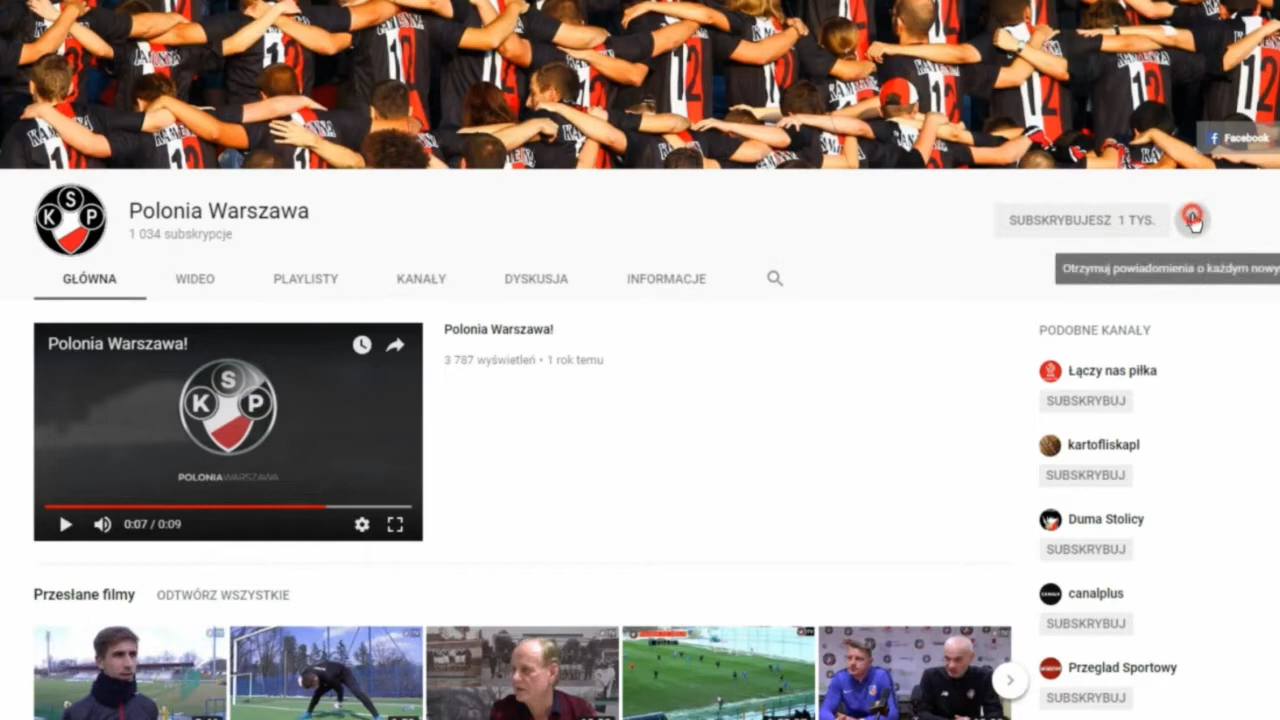 Facebook
K S P
Polonia Warszawa
1 034 subskrypcje
SUBSKRYBUJESZ 1 TYS.
GŁÓWNA
WIDEO
PLAYLISTY
KANAŁY
DYSKUSJA
INFORMACJE
Otrzymuj powiadomienia o każdym nowy
Polonia Warszawa!
K S P
POLONIAWARSZAWA
0:07 / 0:09
Polonia Warszawa!
3 787 wyświetleń • 1 rok temu
PODOBNE KANAŁY
Łączy nas piłka
SUBSKRYBUJ
kartofliskapl
SUBSKRYBUJ
Duma Stolicy
SUBSKRYBUJ
canalplus
SUBSKRYBUJ
Przeglad Sportowy
SUBSKRYBUJ
Przesłane filmy
ODTWÓRZ WSZYSTKIE